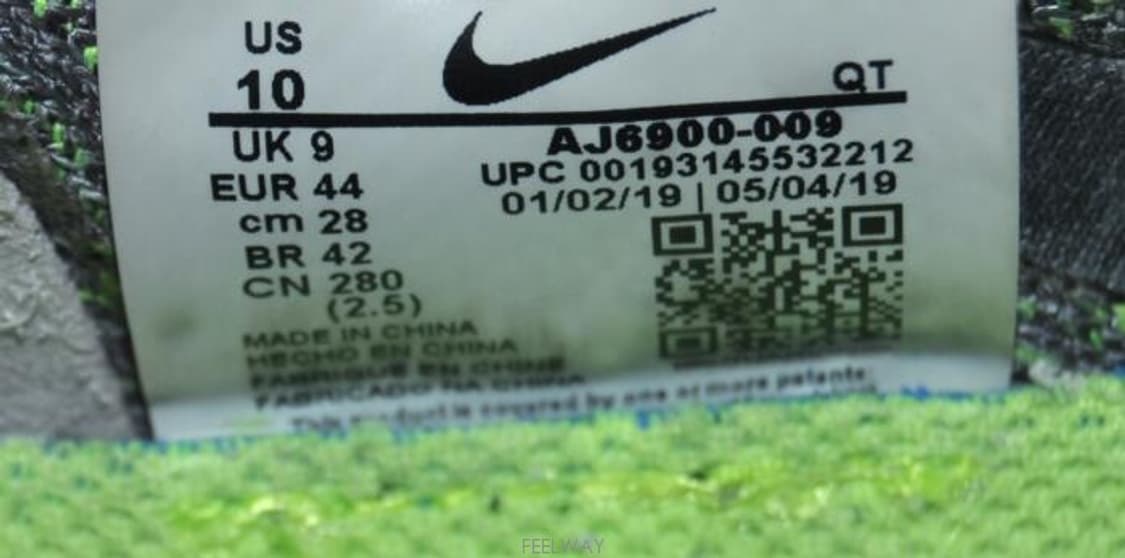 US
10
QT
UK 9
EUR 44
cm 28
BR 42
CN 280
(2.5)
AJ6900-009
UPC 00193145532212
01/02/19 | 05/04/19
MADE IN CHINA
HECHO EN CHINA
FABRIQUE EN CHINE
FABRICADO NA CHINA
This product is covered by one or more patents.
FEELWAY